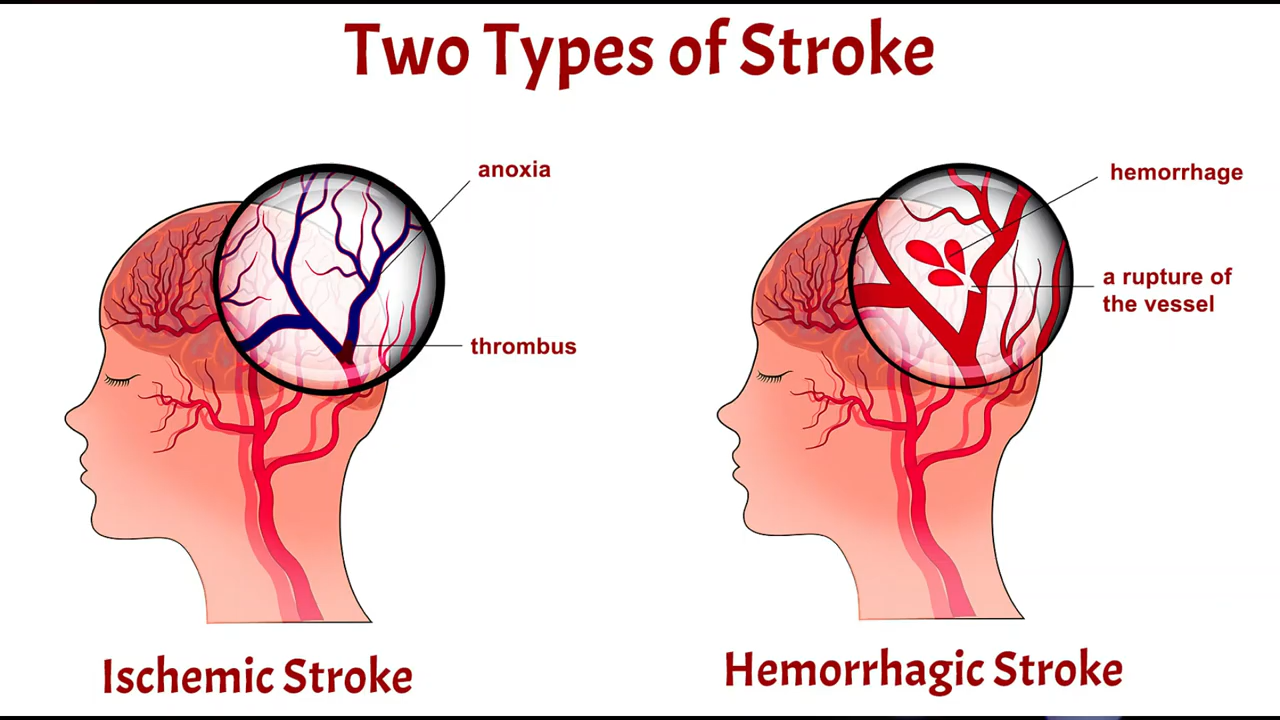 Two Types of Stroke
anoxia
thrombus
Ischemic Stroke
hemorrhage
a rupture of
the vessel
Hemorrhagic Stroke